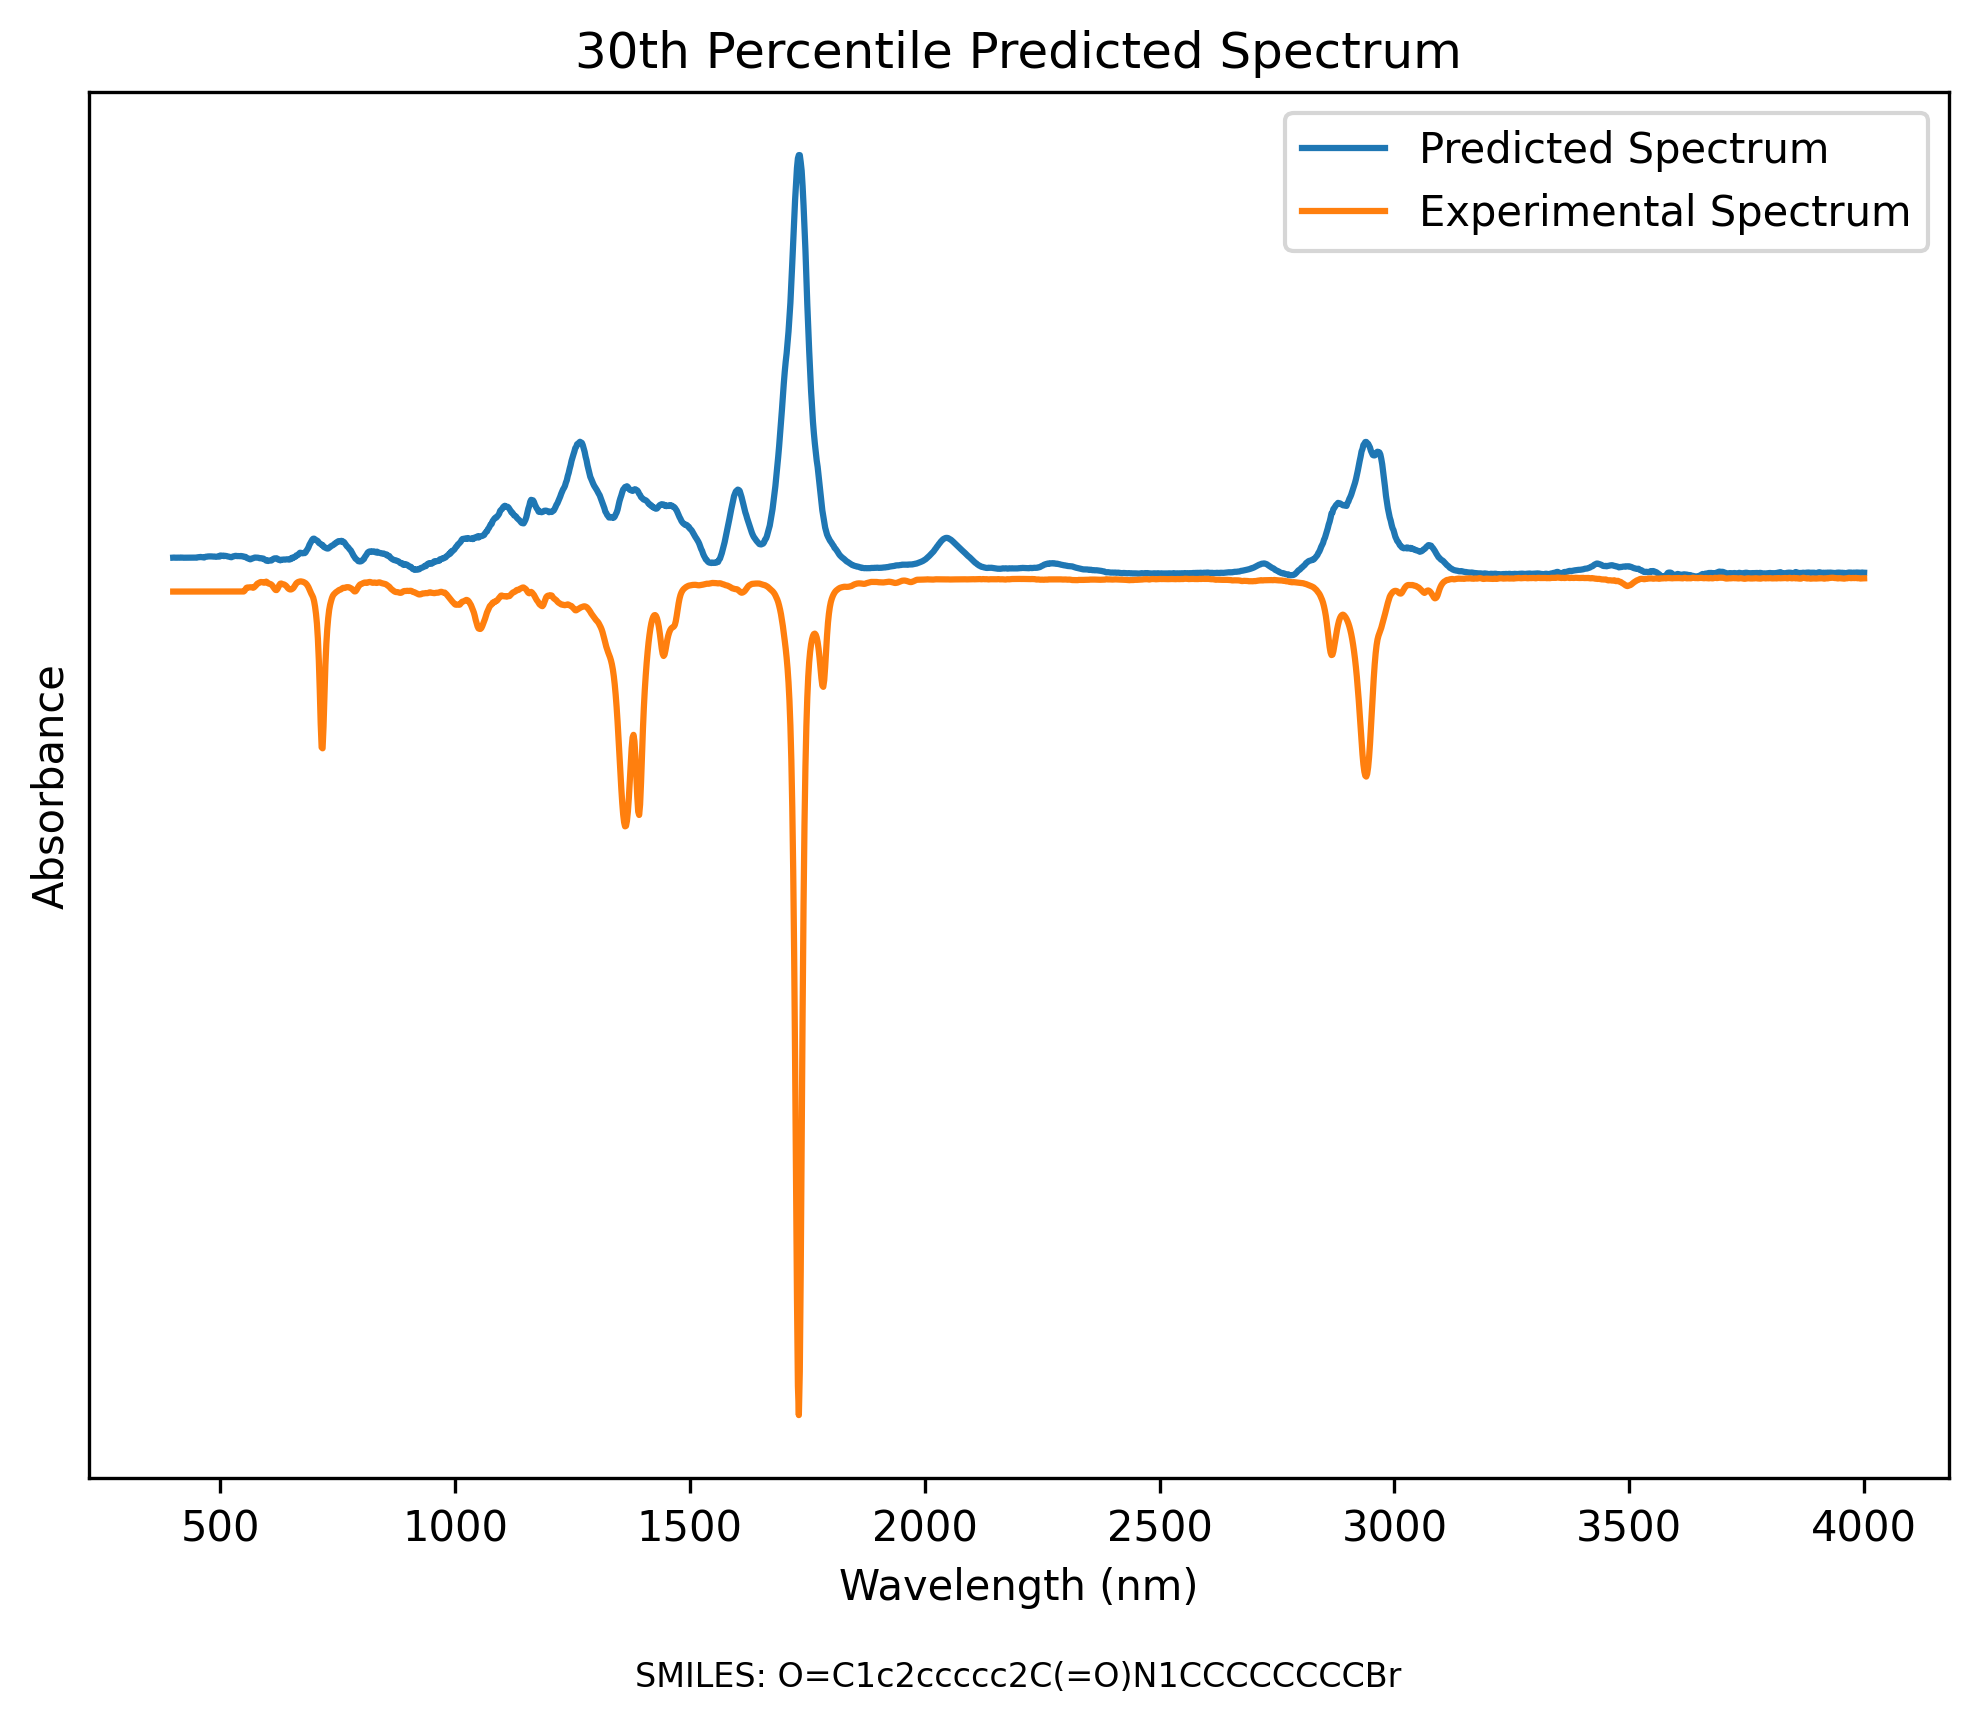 30th Percentile Predicted Spectrum
Predicted Spectrum
Experimental Spectrum
Absorbance
500 1000 1500 2000 2500 3000 3500 4000
Wavelength (nm)
SMILES: O=C1c2ccccc2C(=O)N1CCCCCCCCBr